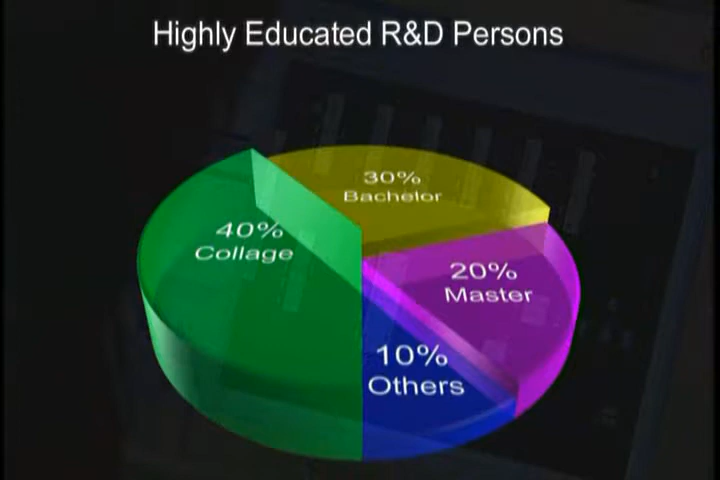 Highly Educated R&D Persons
30%
Bachelor
40%
Collage
20%
Master
10%
Others